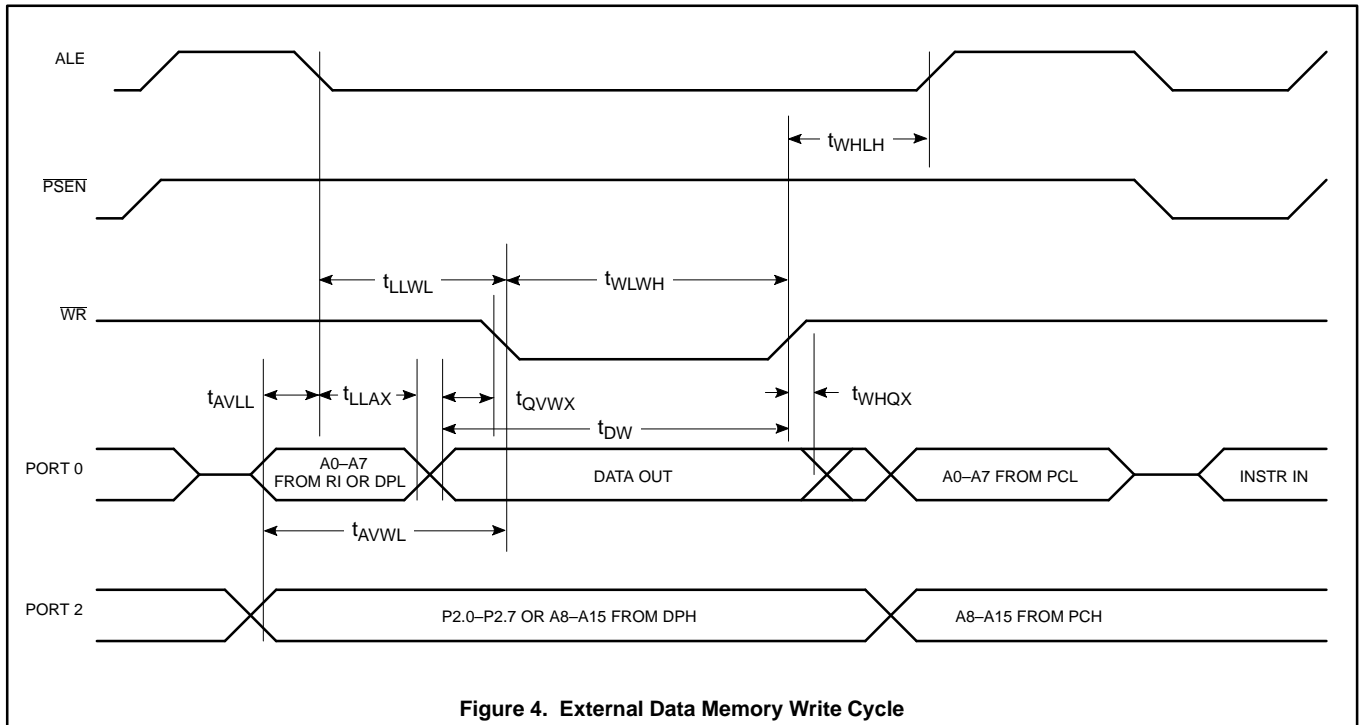 ALE
tWHLH
PSEN
tLLWL
tWLWH
WR
tAVLL
tLLAX
tQVWX
tWHQX
tDW
PORT 0
A0–A7
FROM RI OR DPL
DATA OUT
A0–A7 FROM PCL
INSTR IN
tAVWL
PORT 2
P2.0–P2.7 OR A8–A15 FROM DPH
A8–A15 FROM PCH
Figure 4. External Data Memory Write Cycle